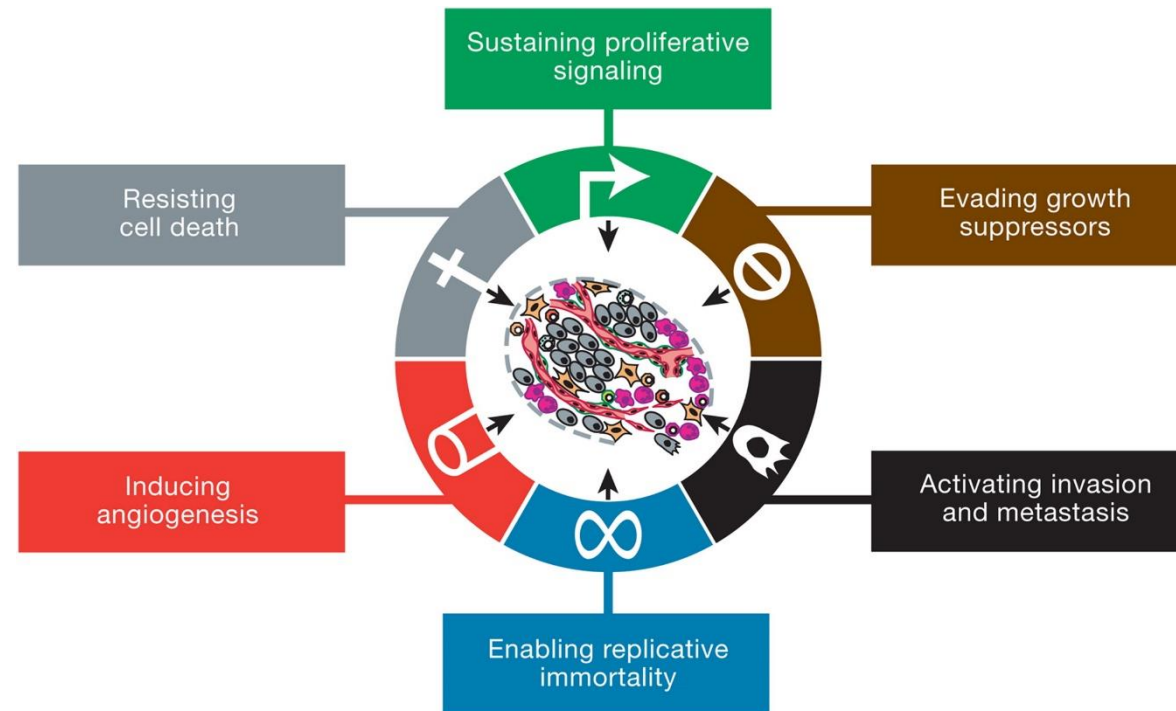 Sustaining proliferative
signaling
Resisting
cell death
Evading growth
suppressors
Inducing
angiogenesis
Activating invasion
and metastasis
Enabling replicative
immortality